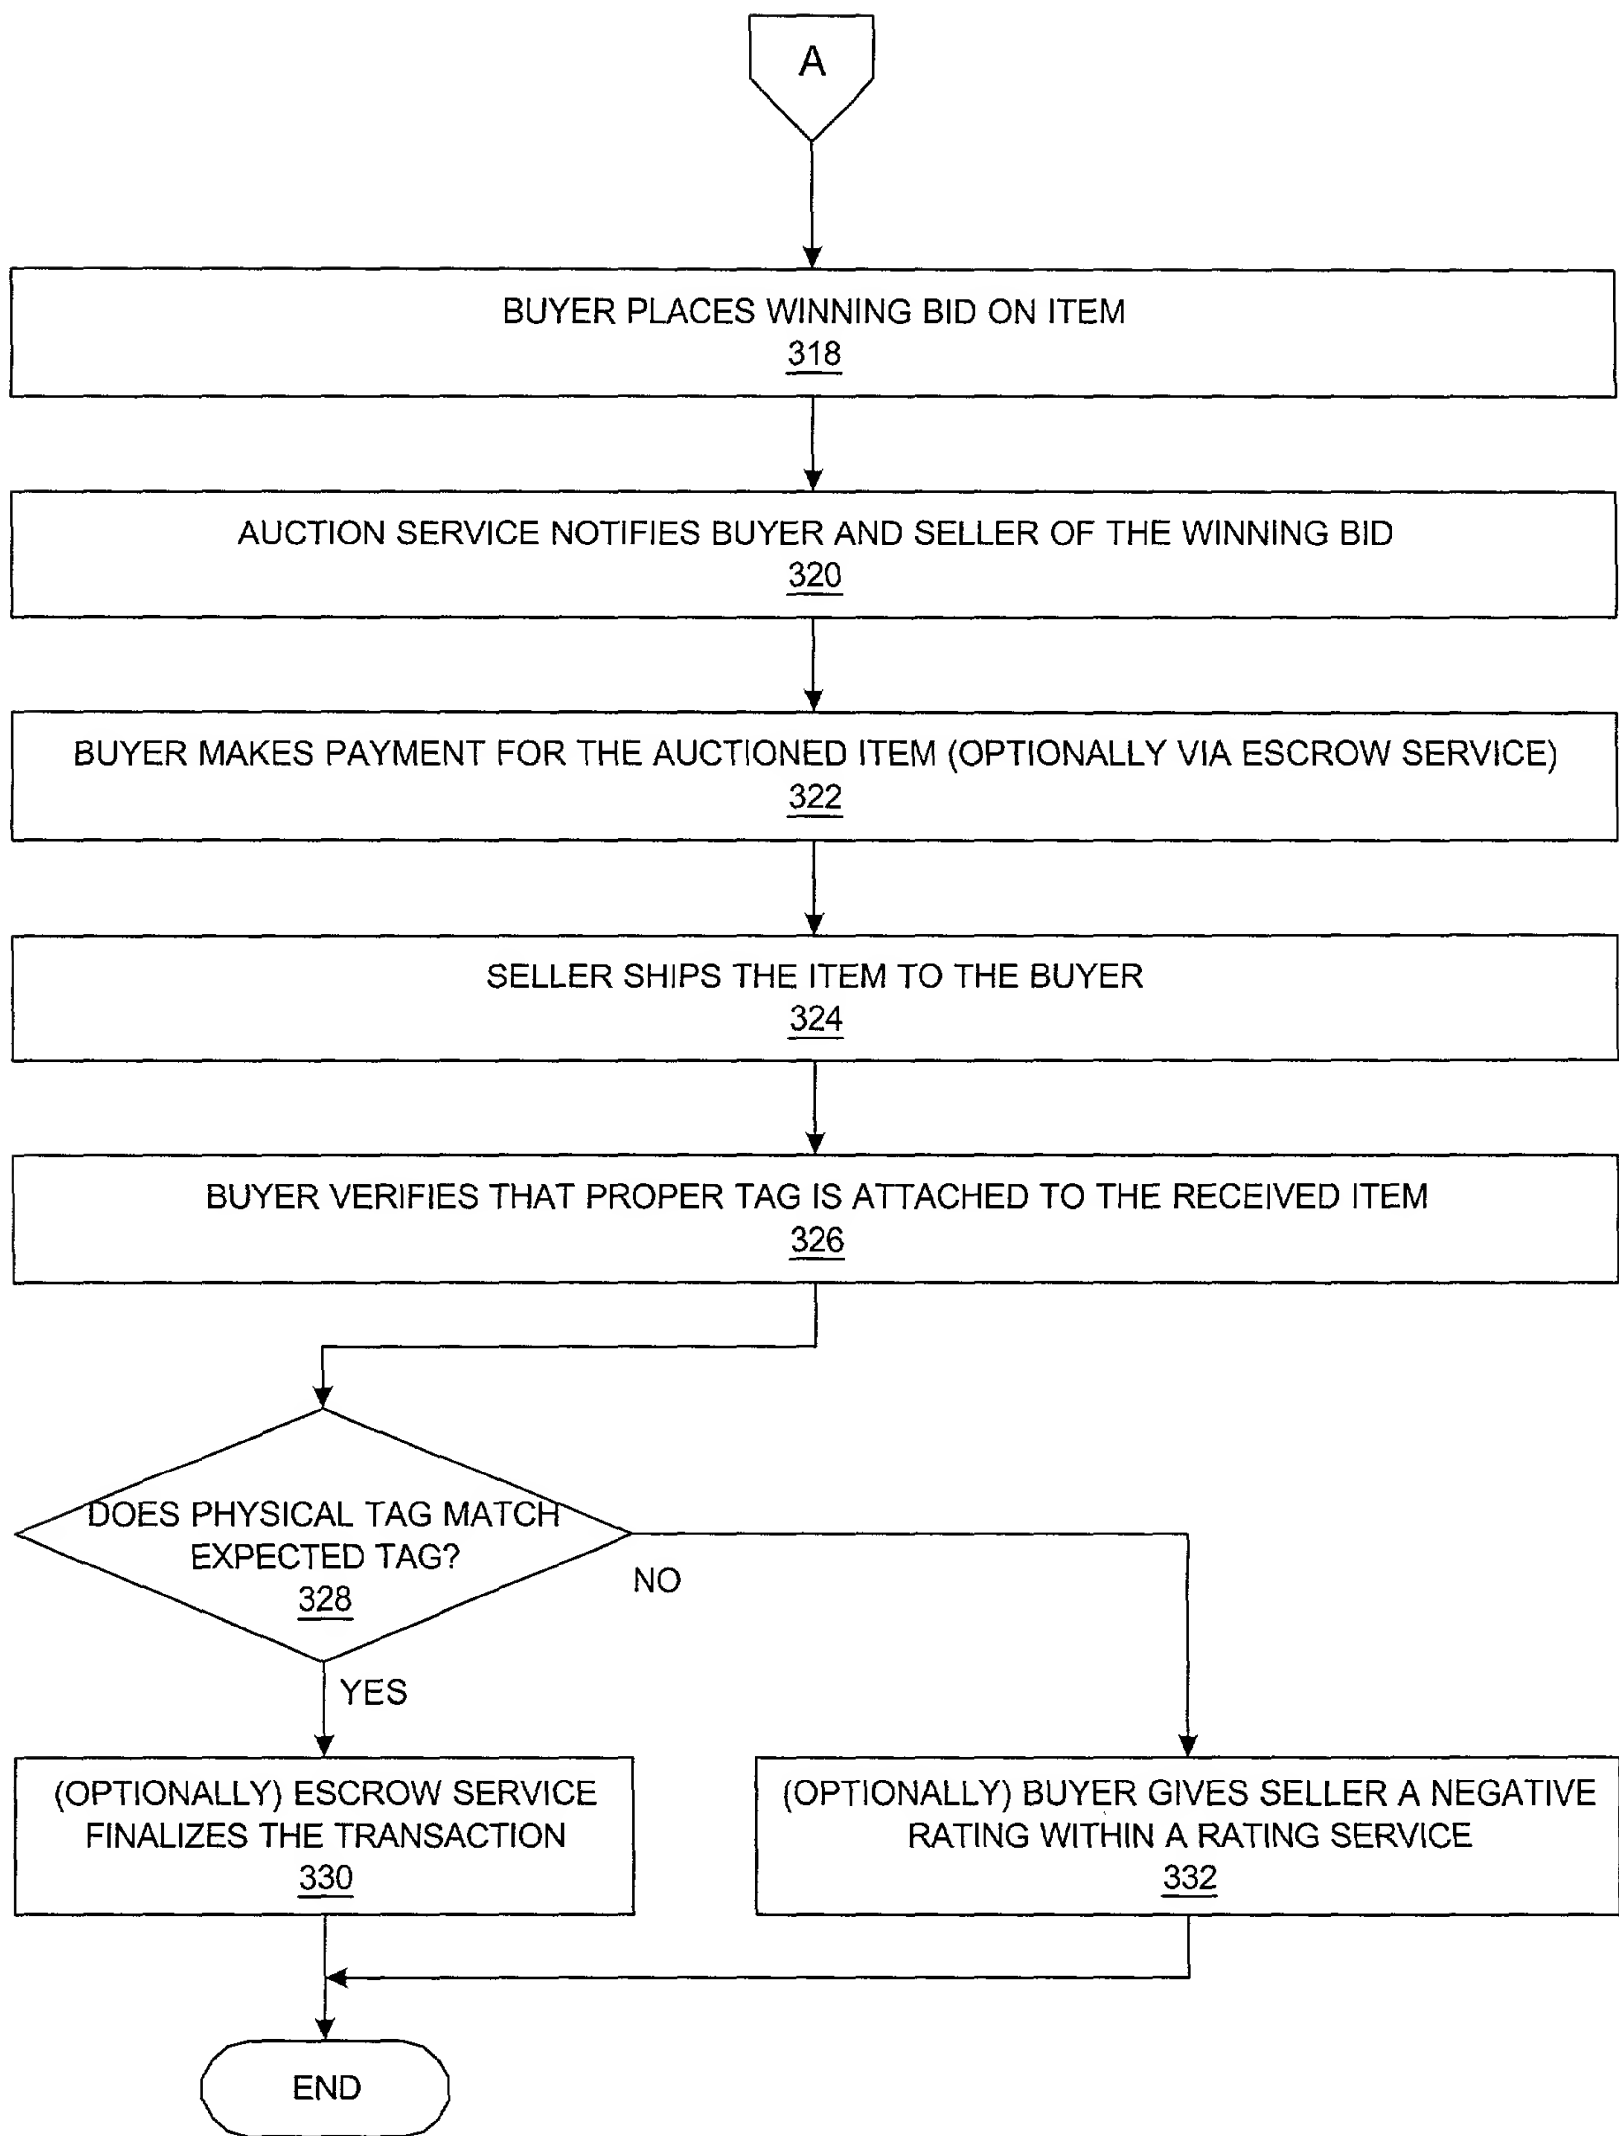 A
BUYER PLACES WINNING BID ON ITEM
318
AUCTION SERVICE NOTIFIES BUYER AND SELLER OF THE WINNING BID
320
BUYER MAKES PAYMENT FOR THE AUCTIONED ITEM (OPTIONALLY VIA ESCROW SERVICE)
322
SELLER SHIPS THE ITEM TO THE BUYER
324
BUYER VERIFIES THAT PROPER TAG IS ATTACHED TO THE RECEIVED ITEM
326
DOES PHYSICAL TAG MATCH
EXPECTED TAG?
328
NO
YES
(OPTIONALLY) ESCROW SERVICE
FINALIZES THE TRANSACTION
330
(OPTIONALLY) BUYER GIVES SELLER A NEGATIVE
RATING WITHIN A RATING SERVICE
332
END